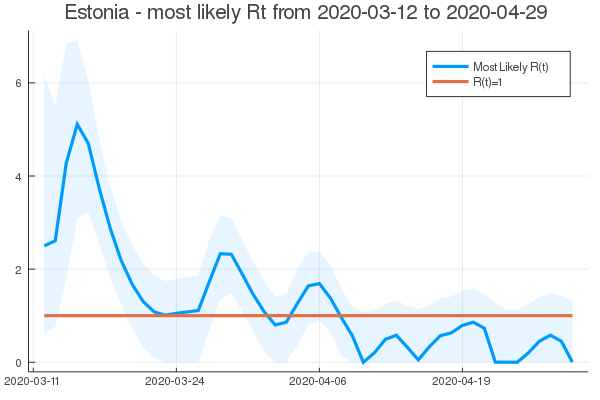 Estonia - most likely Rt from 2020-03-12 to 2020-04-29
Most Likely R(t)
R(t)=1
6
4
2
0
2020-03-11
2020-03-24
2020-04-06
2020-04-19